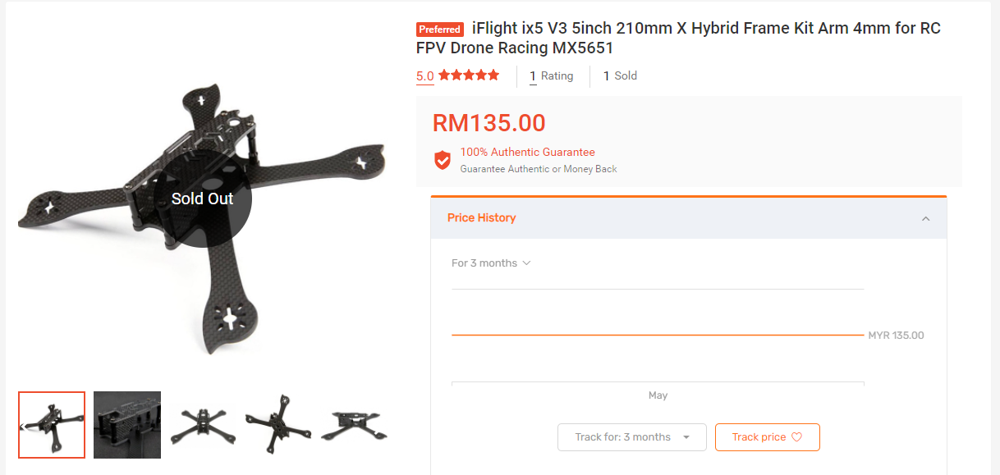 Preferred iFlight ix5 V3 5inch 210mm X Hybrid Frame Kit Arm 4mm for RC
FPV Drone Racing MX5651
5.0 1 Rating 1 Sold
RM135.00
100% Authentic Guarantee
Guarantee Authentic or Money Back
Sold Out
Price History
For 3 months
MYR 135.00
May
Track for: 3 months
Track price